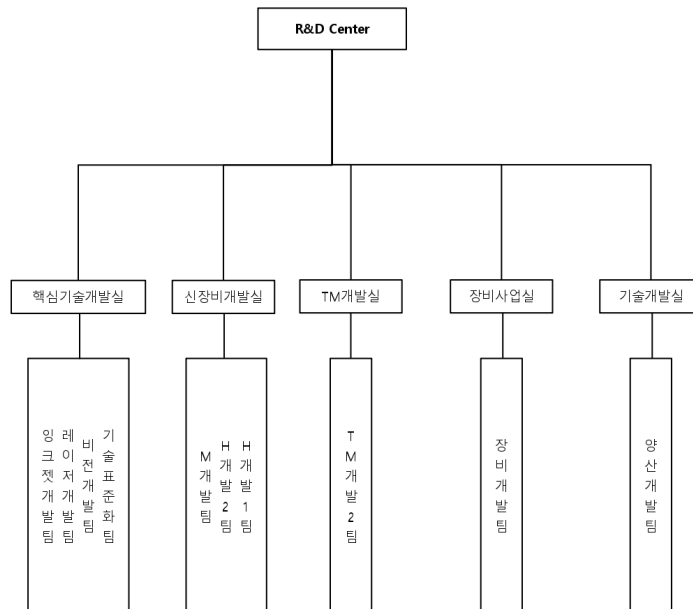 R&D Center
핵심기술개발실
신장비개발실
TM개발실
장비사업실
기술개발실
기술표준화팀
비전개발팀
레이저개발팀
잉크젯개발팀
H개발1팀
H개발2팀
M개발팀
TM개발2팀
장비개발팀
양산개발팀